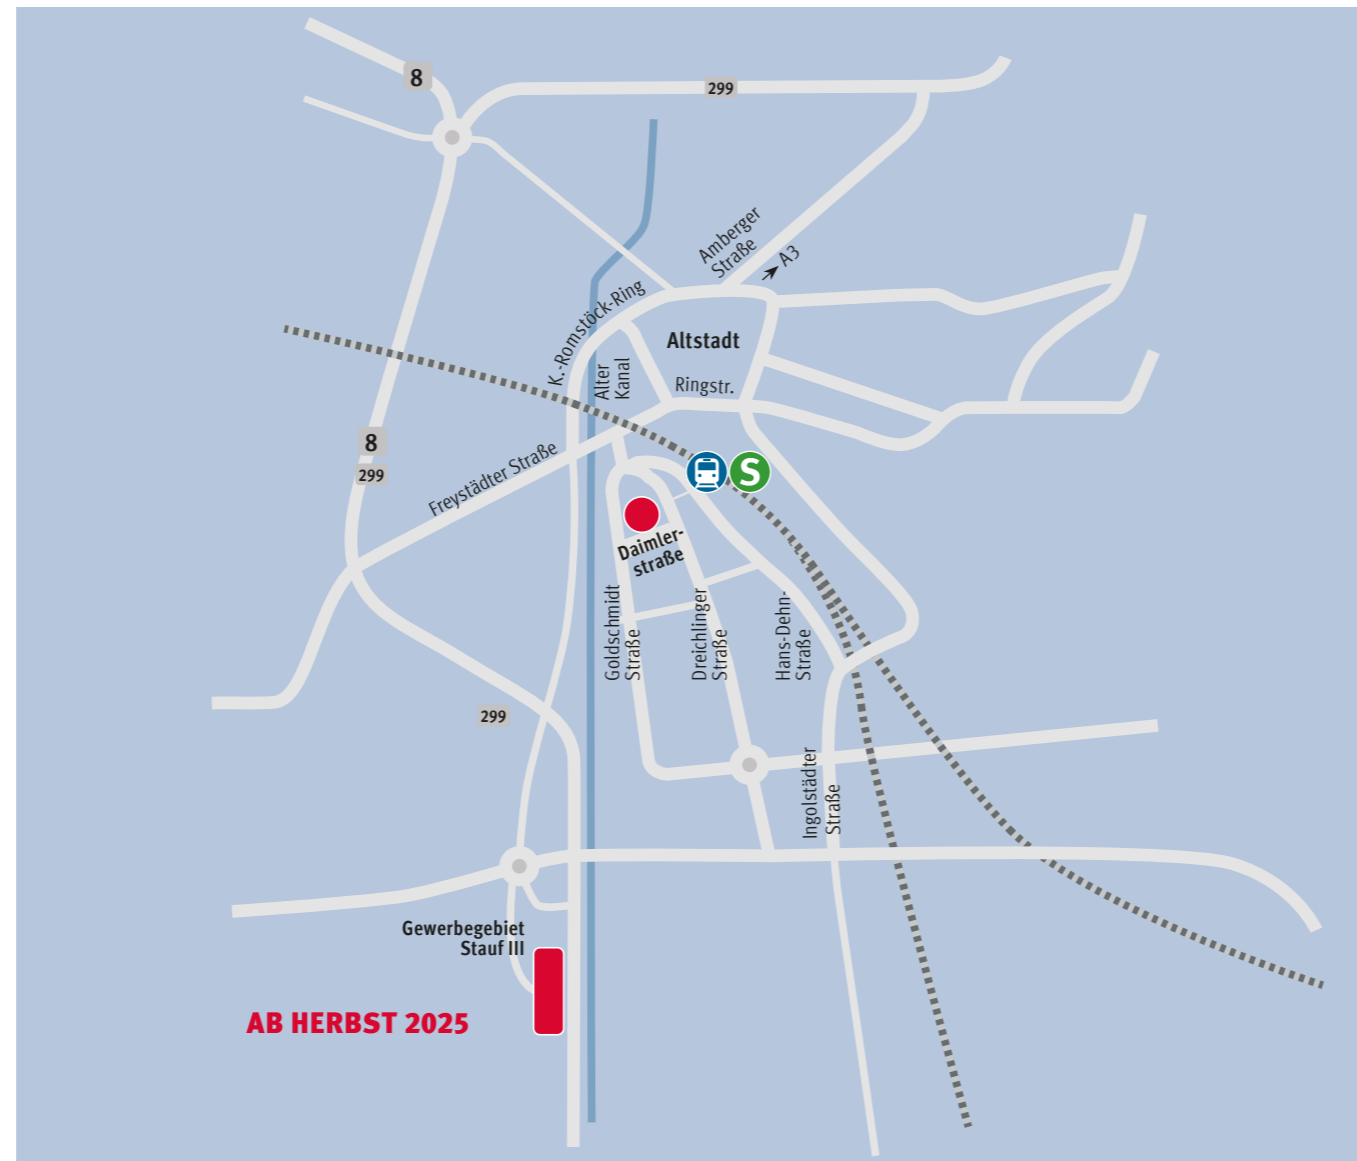 8
299
Amberger
Straße
A3
K.-Romstöck-Ring
Altstadt
Alter
Kanal
Ringstr.
8
299
Freystädter Straße
S
Daimler-
straße
Goldschmidt
Straße
Dreichlinger
Straße
Hans-Dehn-
Straße
299
Ingolstädter
Straße
Gewerbegebiet
Stauf III
AB HERBST 2025